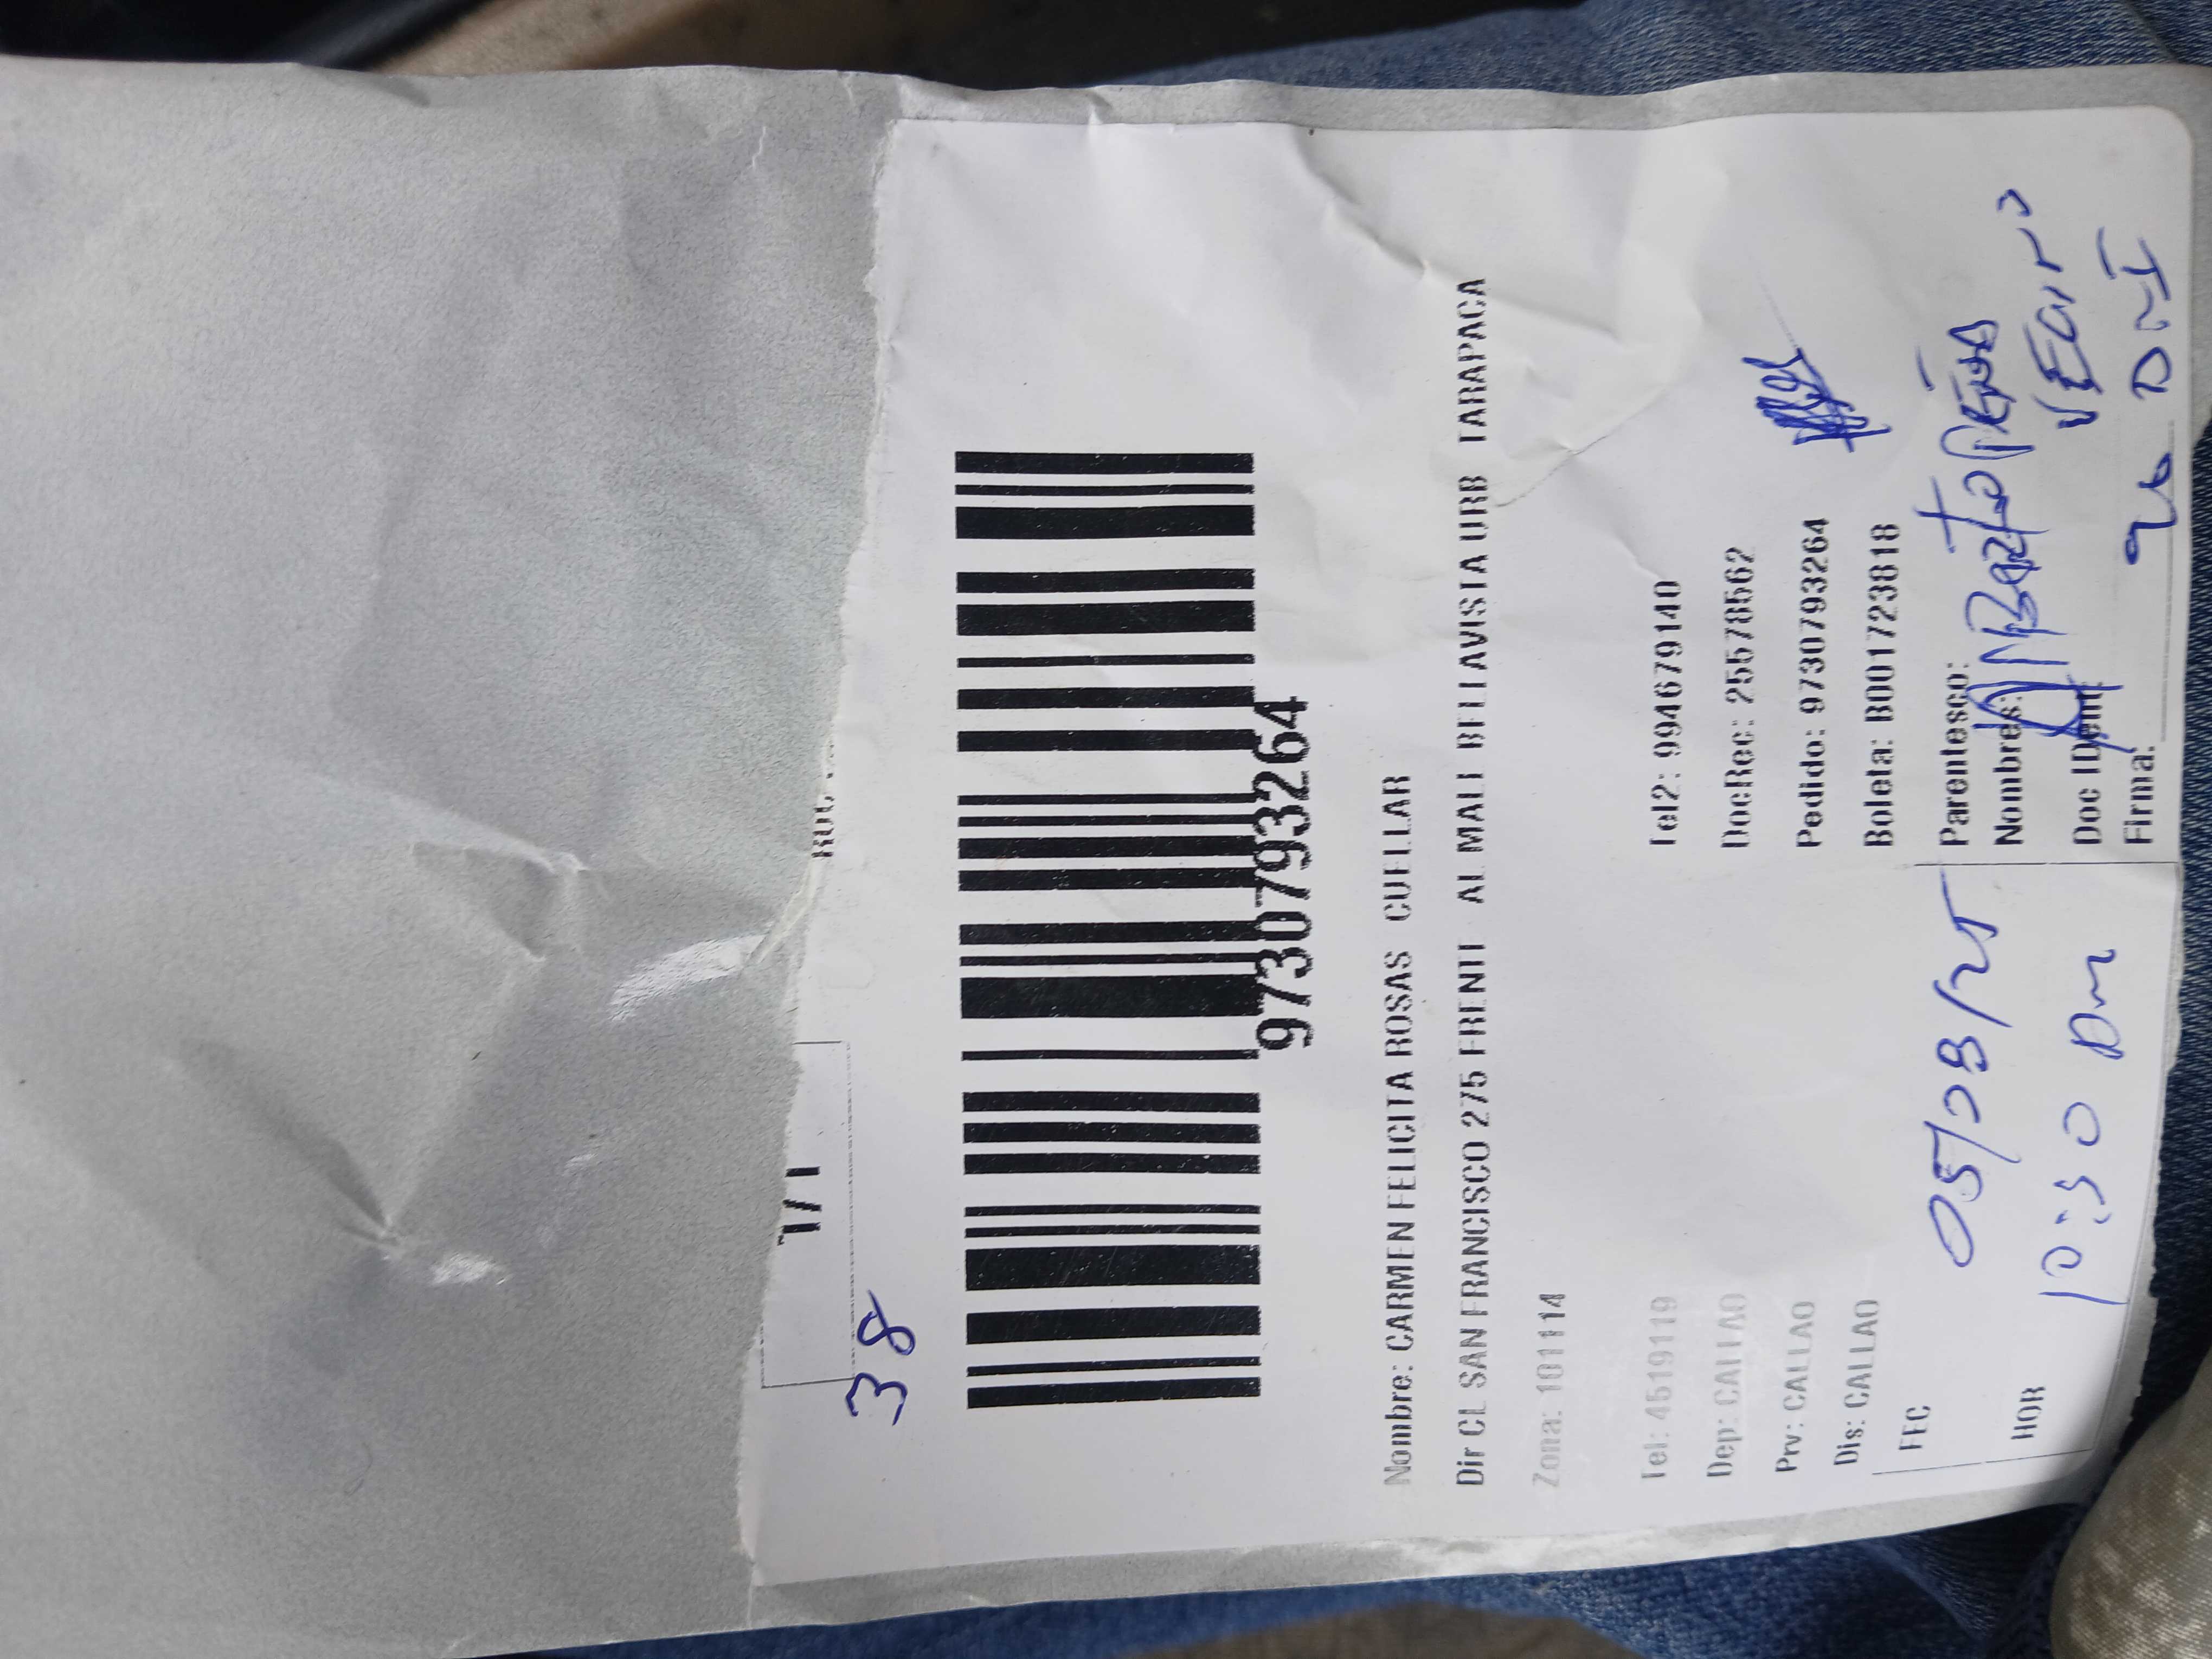 1/1
38
9730793264
Nombre: CARMEN FELICITA ROSAS CUELLAR
Dir CL SAN FRANCISCO 275 FRENTE AL MALL BELLAVISTA URB TARAPACA
Zona: 101114
Tel: 4519119 Tel2: 994679140
Dep: CALLAO DocRec: 25578562
Prv: CALLAO Pedido: 9730793264
Dis: CALLAO Boleta: B001723818
FEC 05/08/25 Parentesco:
Nombres:
HOR 10:30 Am Doc IDent:
Firma: DNI